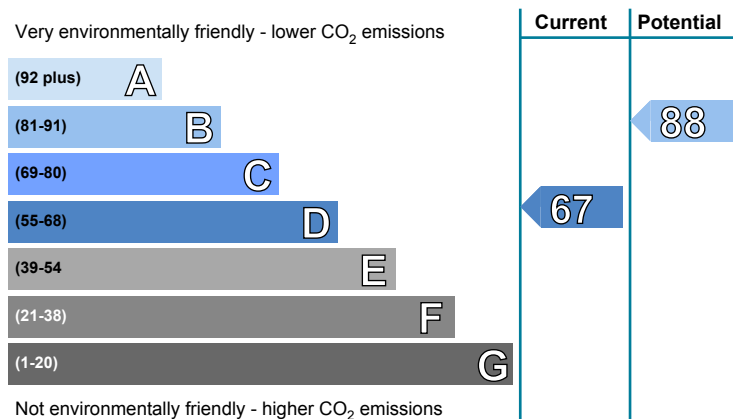 Current Potential
Very environmentally friendly - lower CO₂ emissions
(92 plus) A
(81-91) B
88
(69-80) C
(55-68) D
67
(39-54 E
(21-38) F
(1-20) G
Not environmentally friendly - higher CO₂ emissions